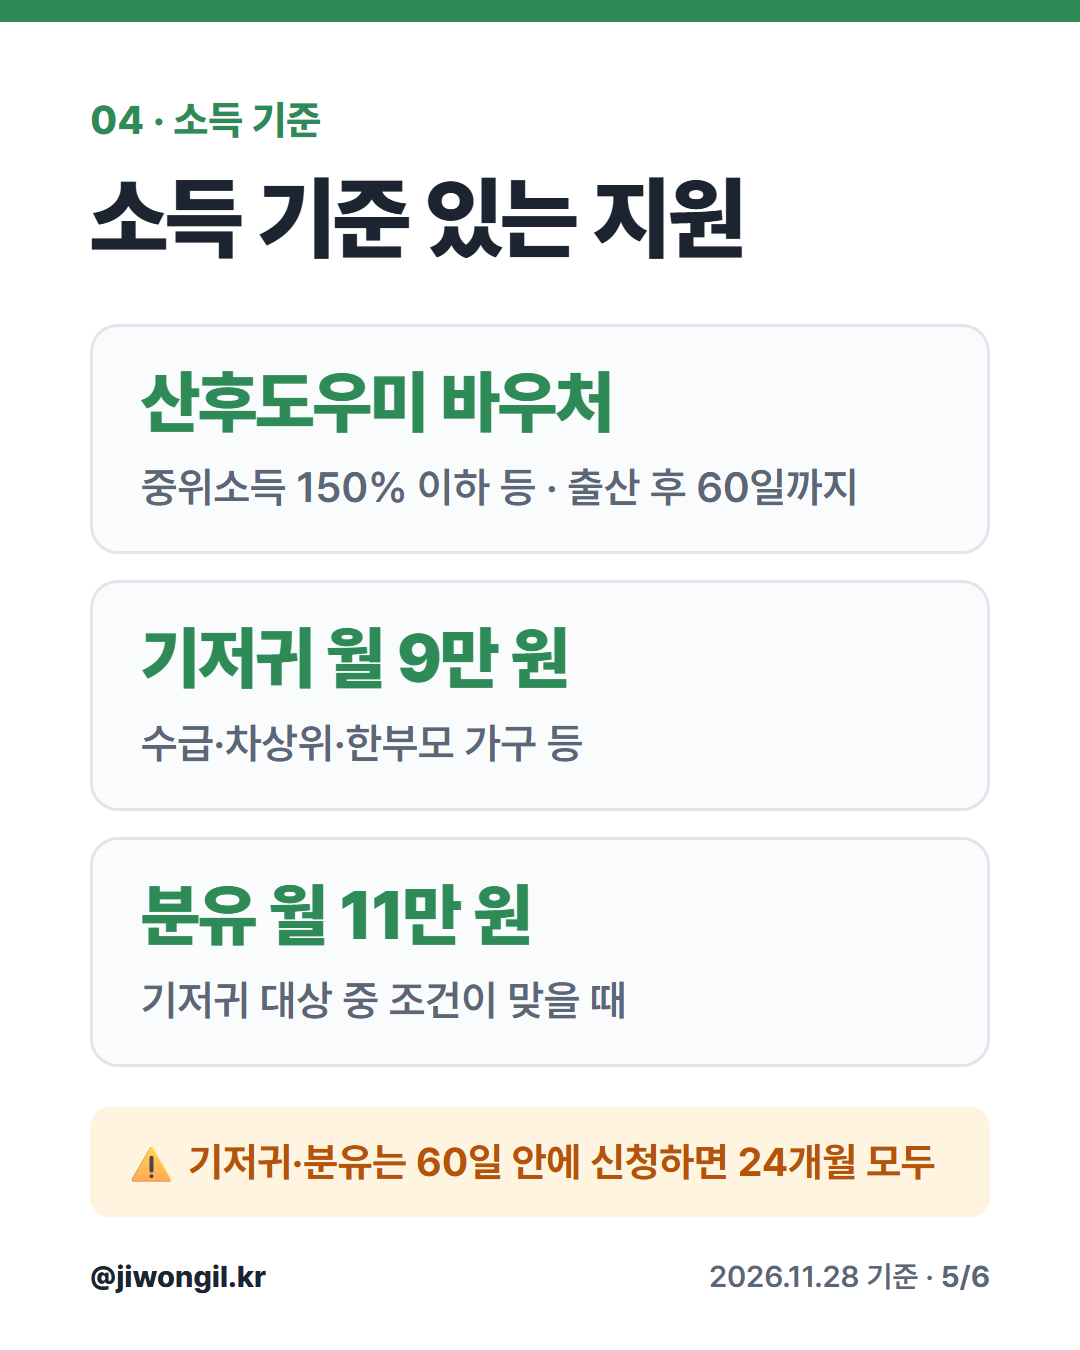 04 · 소득 기준
소득 기준 있는 지원
산후도우미 바우처
중위소득 150% 이하 등 · 출산 후 60일까지
기저귀 월 9만 원
수급·차상위·한부모 가구 등
분유 월 11만 원
기저귀 대상 중 조건이 맞을 때
⚠️ 기저귀·분유는 60일 안에 신청하면 24개월 모두
@jiwongil.kr
2026.11.28 기준 · 5/6